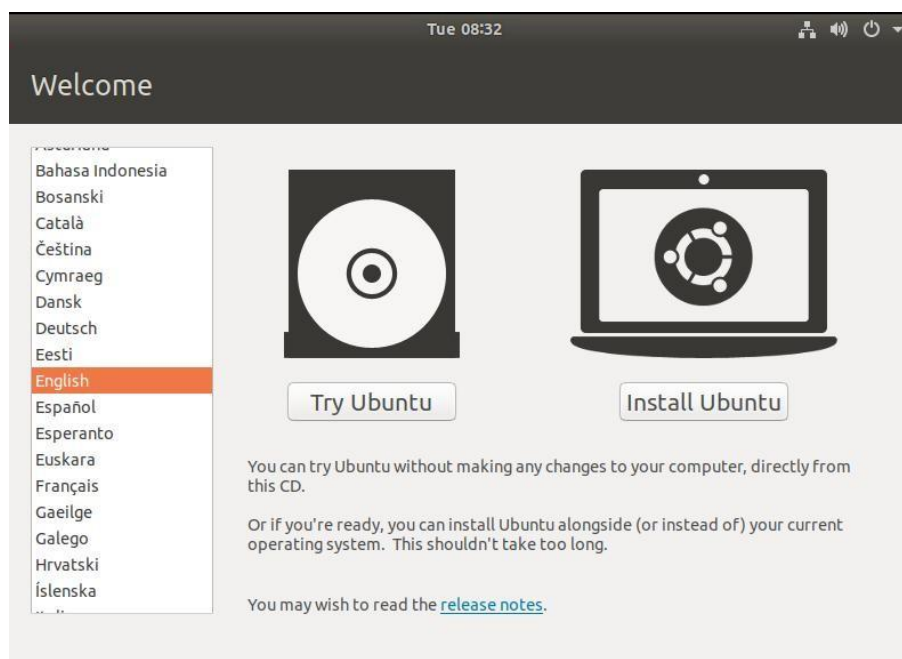 Tue 08:32
Welcome
Bahasa Indonesia
Bosanski
Català
Čeština
Cymraeg
Dansk
Deutsch
Eesti
English
Español
Esperanto
Euskara
Français
Gaeilge
Galego
Hrvatski
Íslenska
Try Ubuntu
Install Ubuntu
You can try Ubuntu without making any changes to your computer, directly from
this CD.
Or if you're ready, you can install Ubuntu alongside (or instead of) your current
operating system. This shouldn't take too long.
You may wish to read the release notes.